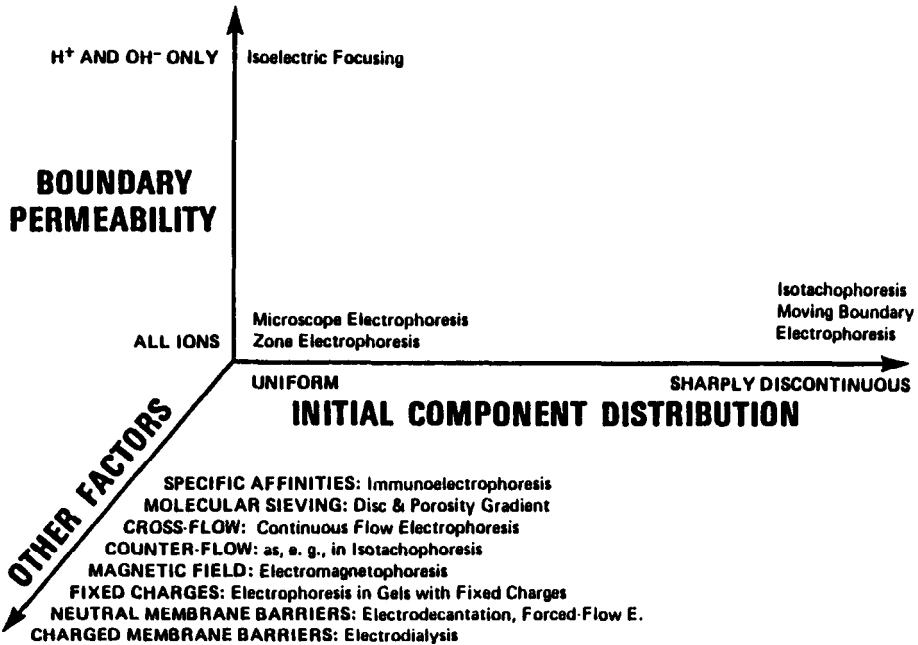 H⁺ AND OH⁻ ONLY
Isoelectric Focusing
BOUNDARY
PERMEABILITY
Isotachophoresis
Moving Boundary
Electrophoresis
Microscope Electrophoresis
Zone Electrophoresis
ALL IONS
UNIFORM
SHARPLY DISCONTINUOUS
INITIAL COMPONENT DISTRIBUTION
OTHER FACTORS
SPECIFIC AFFINITIES: Immunoelectrophoresis
MOLECULAR SIEVING: Disc & Porosity Gradient
CROSS-FLOW: Continuous Flow Electrophoresis
COUNTER-FLOW: as, e. g., in Isotachophoresis
MAGNETIC FIELD: Electromagnetophoresis
FIXED CHARGES: Electrophoresis in Gels with Fixed Charges
NEUTRAL MEMBRANE BARRIERS: Electrodecantation, Forced-Flow E.
CHARGED MEMBRANE BARRIERS: Electrodialysis